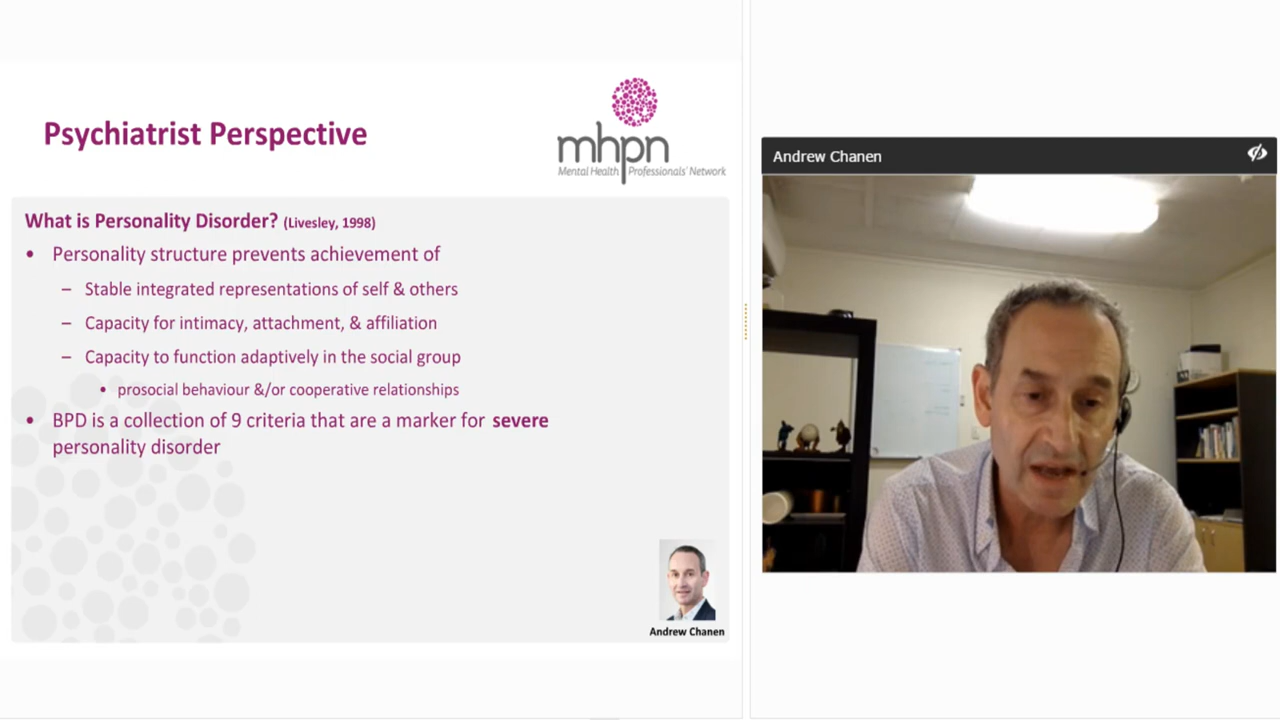 Psychiatrist Perspective
mhpn
Mental Health Professionals' Network
What is Personality Disorder? (Livesley, 1998)
• Personality structure prevents achievement of
– Stable integrated representations of self & others
– Capacity for intimacy, attachment, & affiliation
– Capacity to function adaptively in the social group
• prosocial behaviour &/or cooperative relationships
• BPD is a collection of 9 criteria that are a marker for severe
personality disorder
Andrew Chanen
Andrew Chanen